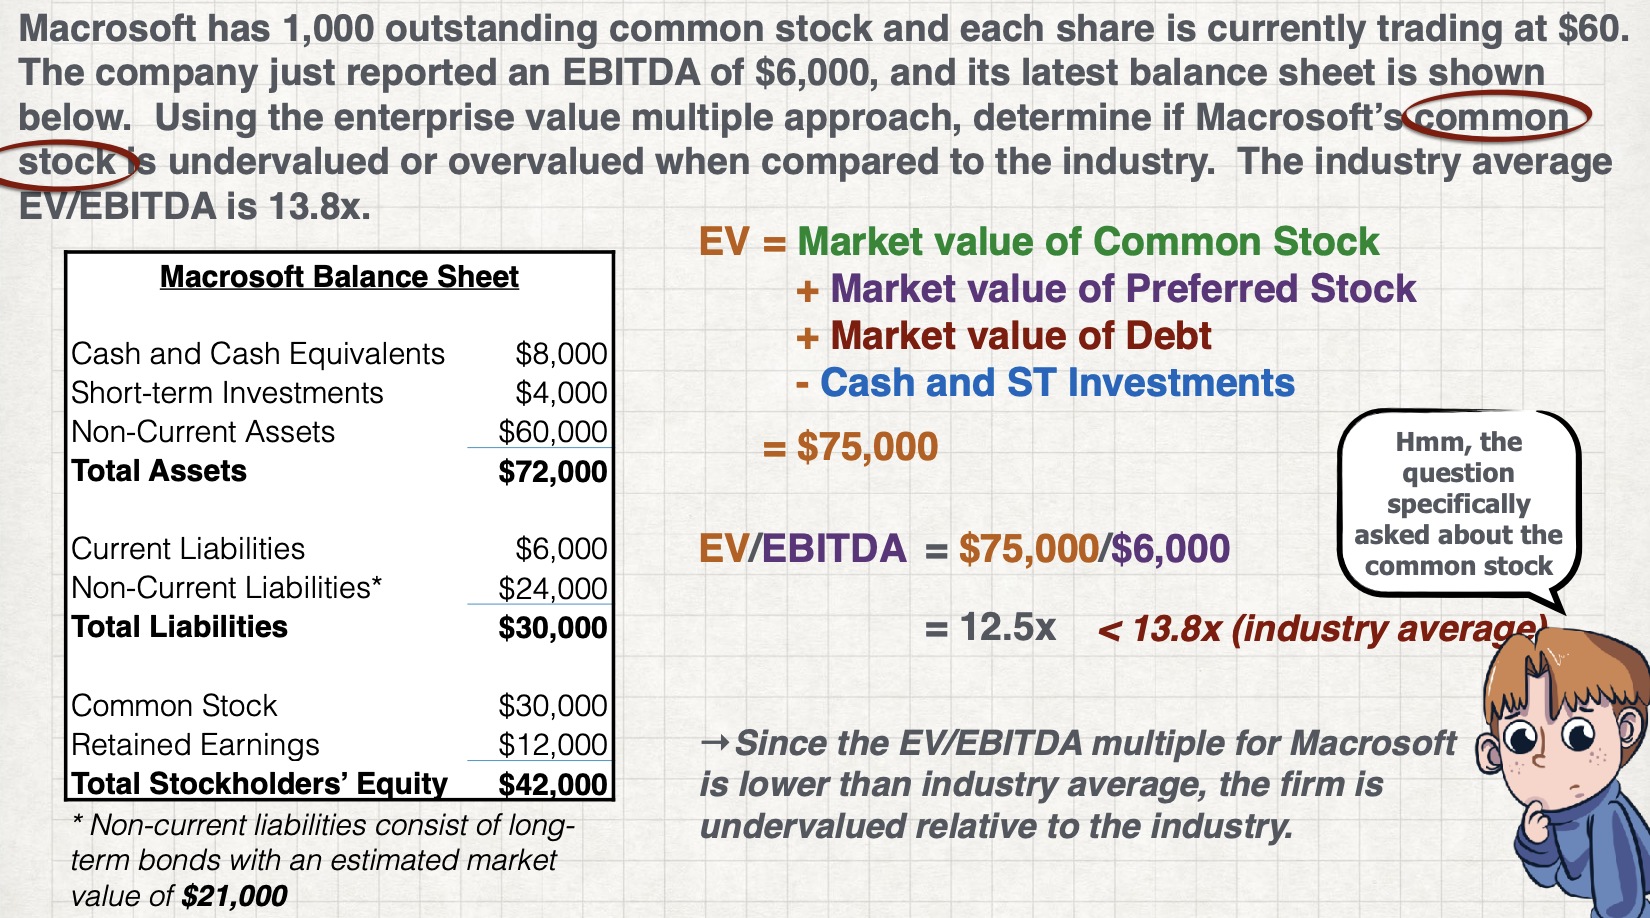 Macrosoft has 1,000 outstanding common stock and each share is currently trading at $60.
The company just reported an EBITDA of $6,000, and its latest balance sheet is shown
below.  Using the enterprise value multiple approach, determine if Macrosoft’s common
stock is undervalued or overvalued when compared to the industry.  The industry average
EV/EBITDA is 13.8x.
Macrosoft Balance Sheet
Cash and Cash Equivalents $8,000
Short-term Investments $4,000
Non-Current Assets $60,000
Total Assets $72,000
Current Liabilities $6,000
Non-Current Liabilities* $24,000
Total Liabilities $30,000
Common Stock $30,000
Retained Earnings $12,000
Total Stockholders’ Equity $42,000
* Non-current liabilities consist of long-
term bonds with an estimated market
value of $21,000
EV = Market value of Common Stock
+ Market value of Preferred Stock
+ Market value of Debt
- Cash and ST Investments
= $75,000
EV/EBITDA = $75,000/$6,000
= 12.5x < 13.8x (industry average)
→Since the EV/EBITDA multiple for Macrosoft
is lower than industry average, the firm is
undervalued relative to the industry.
Hmm, the
question
specifically
asked about the
common stock